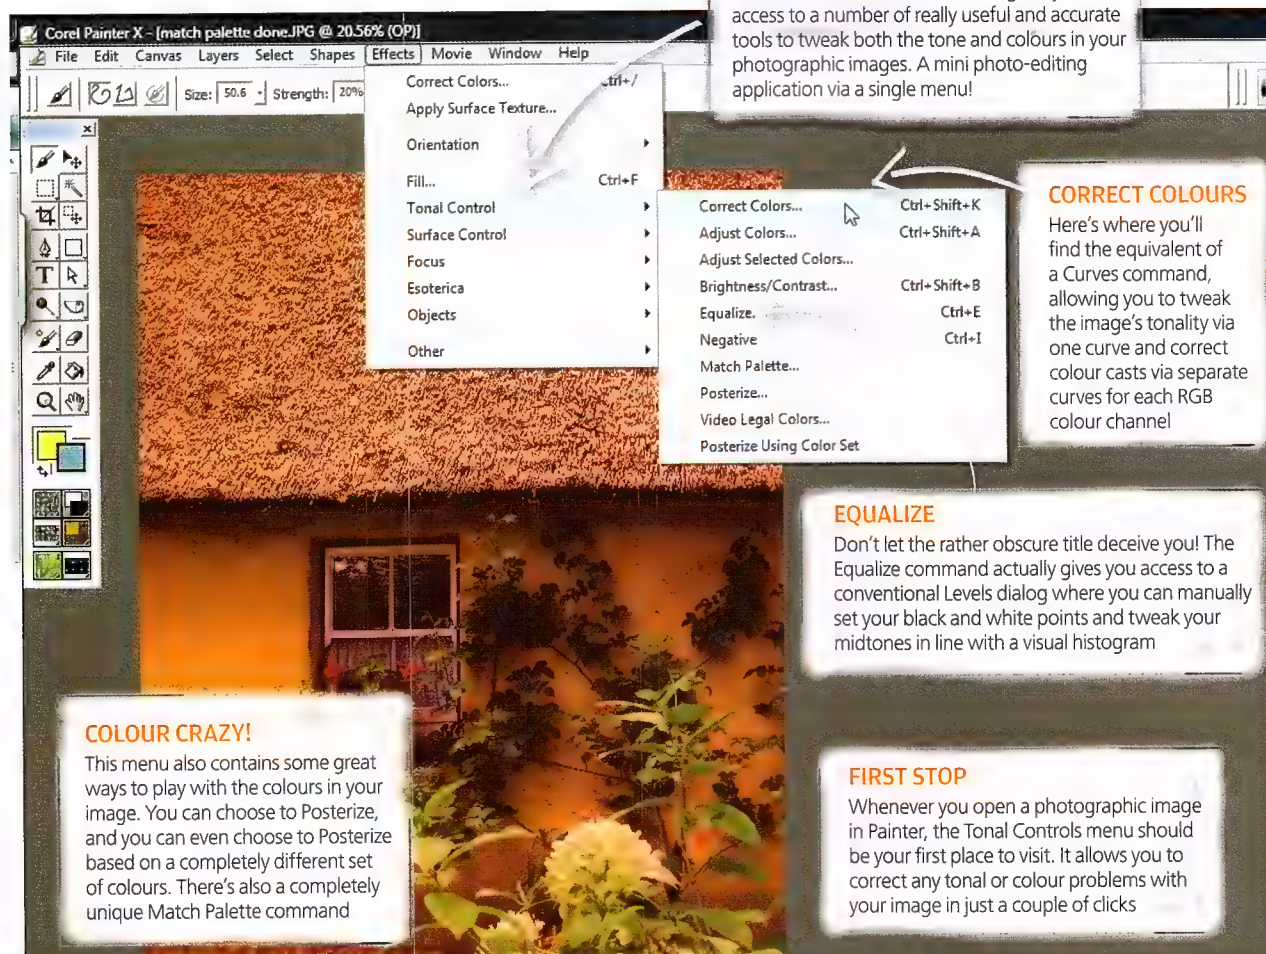 access to a number of really useful and accurate
tools to tweak both the tone and colours in your
photographic images. A mini photo-editing
application via a single menu!
Corel Painter X - [match palette done.JPG @ 20.56% (OP)]
File Edit Canvas Layers Select Shapes Effects Movie Window Help
Size: 50.6 Strength: 20%
Correct Colors... Ctrl+/
Apply Surface Texture...
Orientation
Fill... Ctrl+F
Tonal Control
Surface Control
Focus
Esoterica
Objects
Other
Correct Colors... Ctrl+Shift+K
Adjust Colors... Ctrl+Shift+A
Adjust Selected Colors...
Brightness/Contrast... Ctrl+Shift+B
Equalize. Ctrl+E
Negative Ctrl+I
Match Palette...
Posterize...
Video Legal Colors...
Posterize Using Color Set
T
CORRECT COLOURS
Here's where you'll
find the equivalent of
a Curves command,
allowing you to tweak
the image's tonality via
one curve and correct
colour casts via separate
curves for each RGB
colour channel
EQUALIZE
Don't let the rather obscure title deceive you! The
Equalize command actually gives you access to a
conventional Levels dialog where you can manually
set your black and white points and tweak your
midtones in line with a visual histogram
COLOUR CRAZY!
This menu also contains some great
ways to play with the colours in your
image. You can choose to Posterize,
and you can even choose to Posterize
based on a completely different set
of colours. There's also a completely
unique Match Palette command
FIRST STOP
Whenever you open a photographic image
in Painter, the Tonal Controls menu should
be your first place to visit. It allows you to
correct any tonal or colour problems with
your image in just a couple of clicks